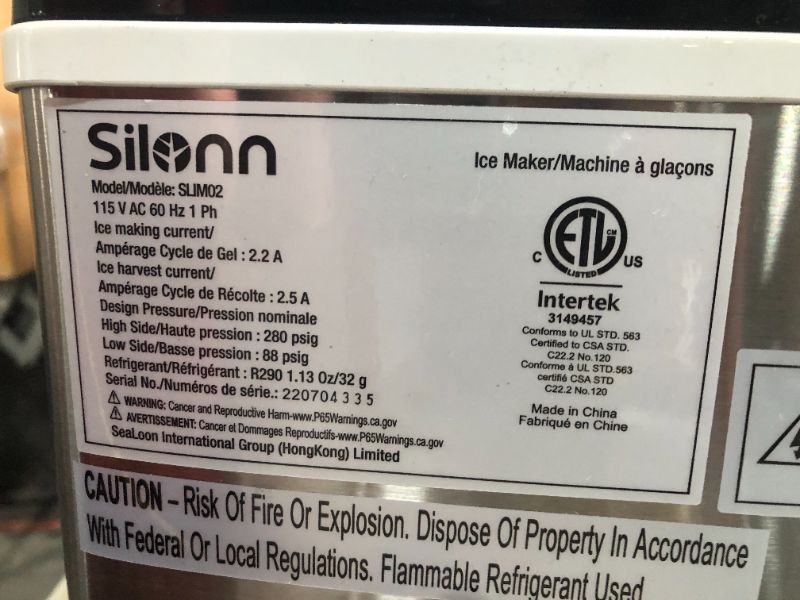 Silonn
Ice Maker/Machine à glaçons
Model/Modèle: SLIM02
115 V AC 60 Hz 1 Ph
Ice making current/
Ampérage Cycle de Gel : 2.2 A
Ice harvest current/
Ampérage Cycle de Récolte : 2.5 A
Design Pressure/Pression nominale
High Side/Haute pression : 280 psig
Low Side/Basse pression : 88 psig
Refrigerant/Réfrigérant : R290 1.13 Oz/32 g
Serial No./Numéros de série.: 220704335
WARNING: Cancer and Reproductive Harm-www.P65Warnings.ca.gov
AVERTISSEMENT: Cancer et Dommages Reproductifs-www.P65Warnings.ca.gov
SeaLoon International Group (HongKong) Limited
ETL CM
C LISTED US
Intertek
3149457
Conforms to UL STD. 563
Certified to CSA STD.
C22.2 No.120
Conforme à UL STD.563
certifié CSA STD
C22.2 No.120
Made in China
Fabriqué en Chine
CAUTION – Risk Of Fire Or Explosion. Dispose Of Property In Accordance
With Federal Or Local Regulations. Flammable Refrigerant Used